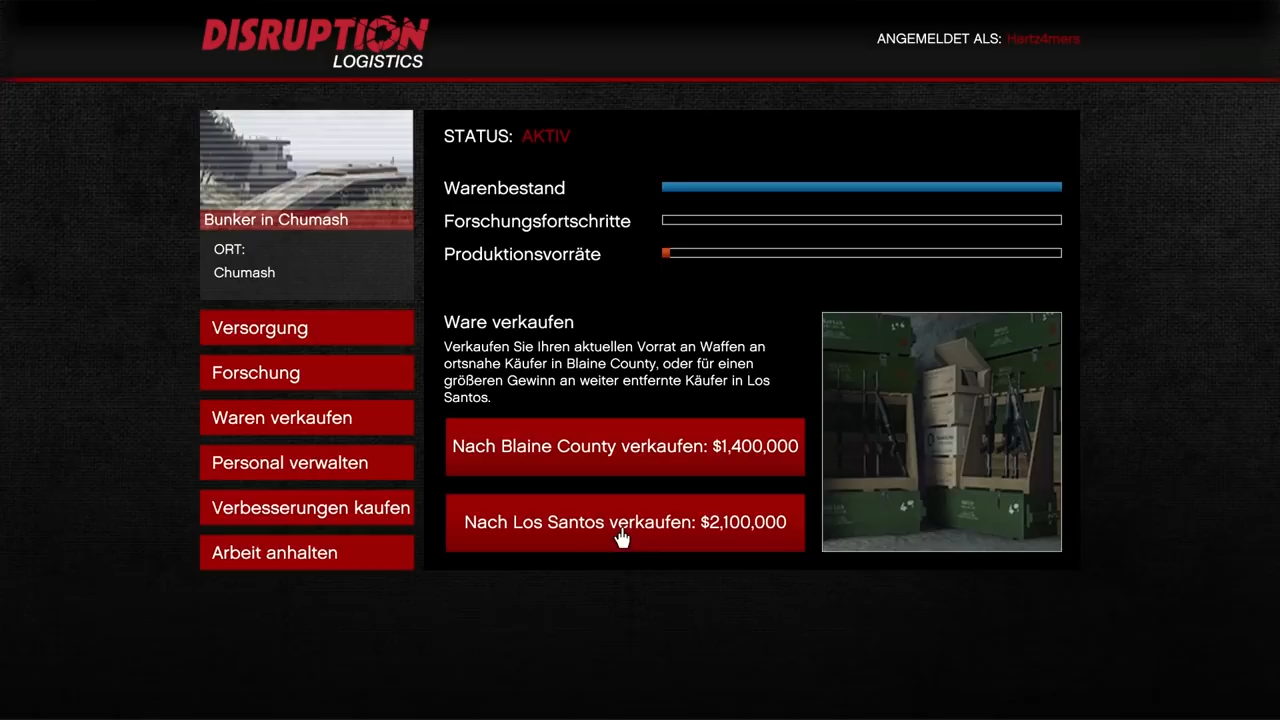 DISRUPTION
LOGISTICS
ANGEMELDET ALS: Hartz4mers
Bunker in Chumash
ORT:
Chumash
Versorgung
Forschung
Waren verkaufen
Personal verwalten
Verbesserungen kaufen
Arbeit anhalten
STATUS: AKTIV
Warenbestand
Forschungsfortschritte
Produktionsvorräte
Ware verkaufen
Verkaufen Sie Ihren aktuellen Vorrat an Waffen an
ortsnahe Käufer in Blaine County, oder für einen
größeren Gewinn an weiter entfernte Käufer in Los
Santos.
Nach Blaine County verkaufen: $1,400,000
Nach Los Santos verkaufen: $2,100,000